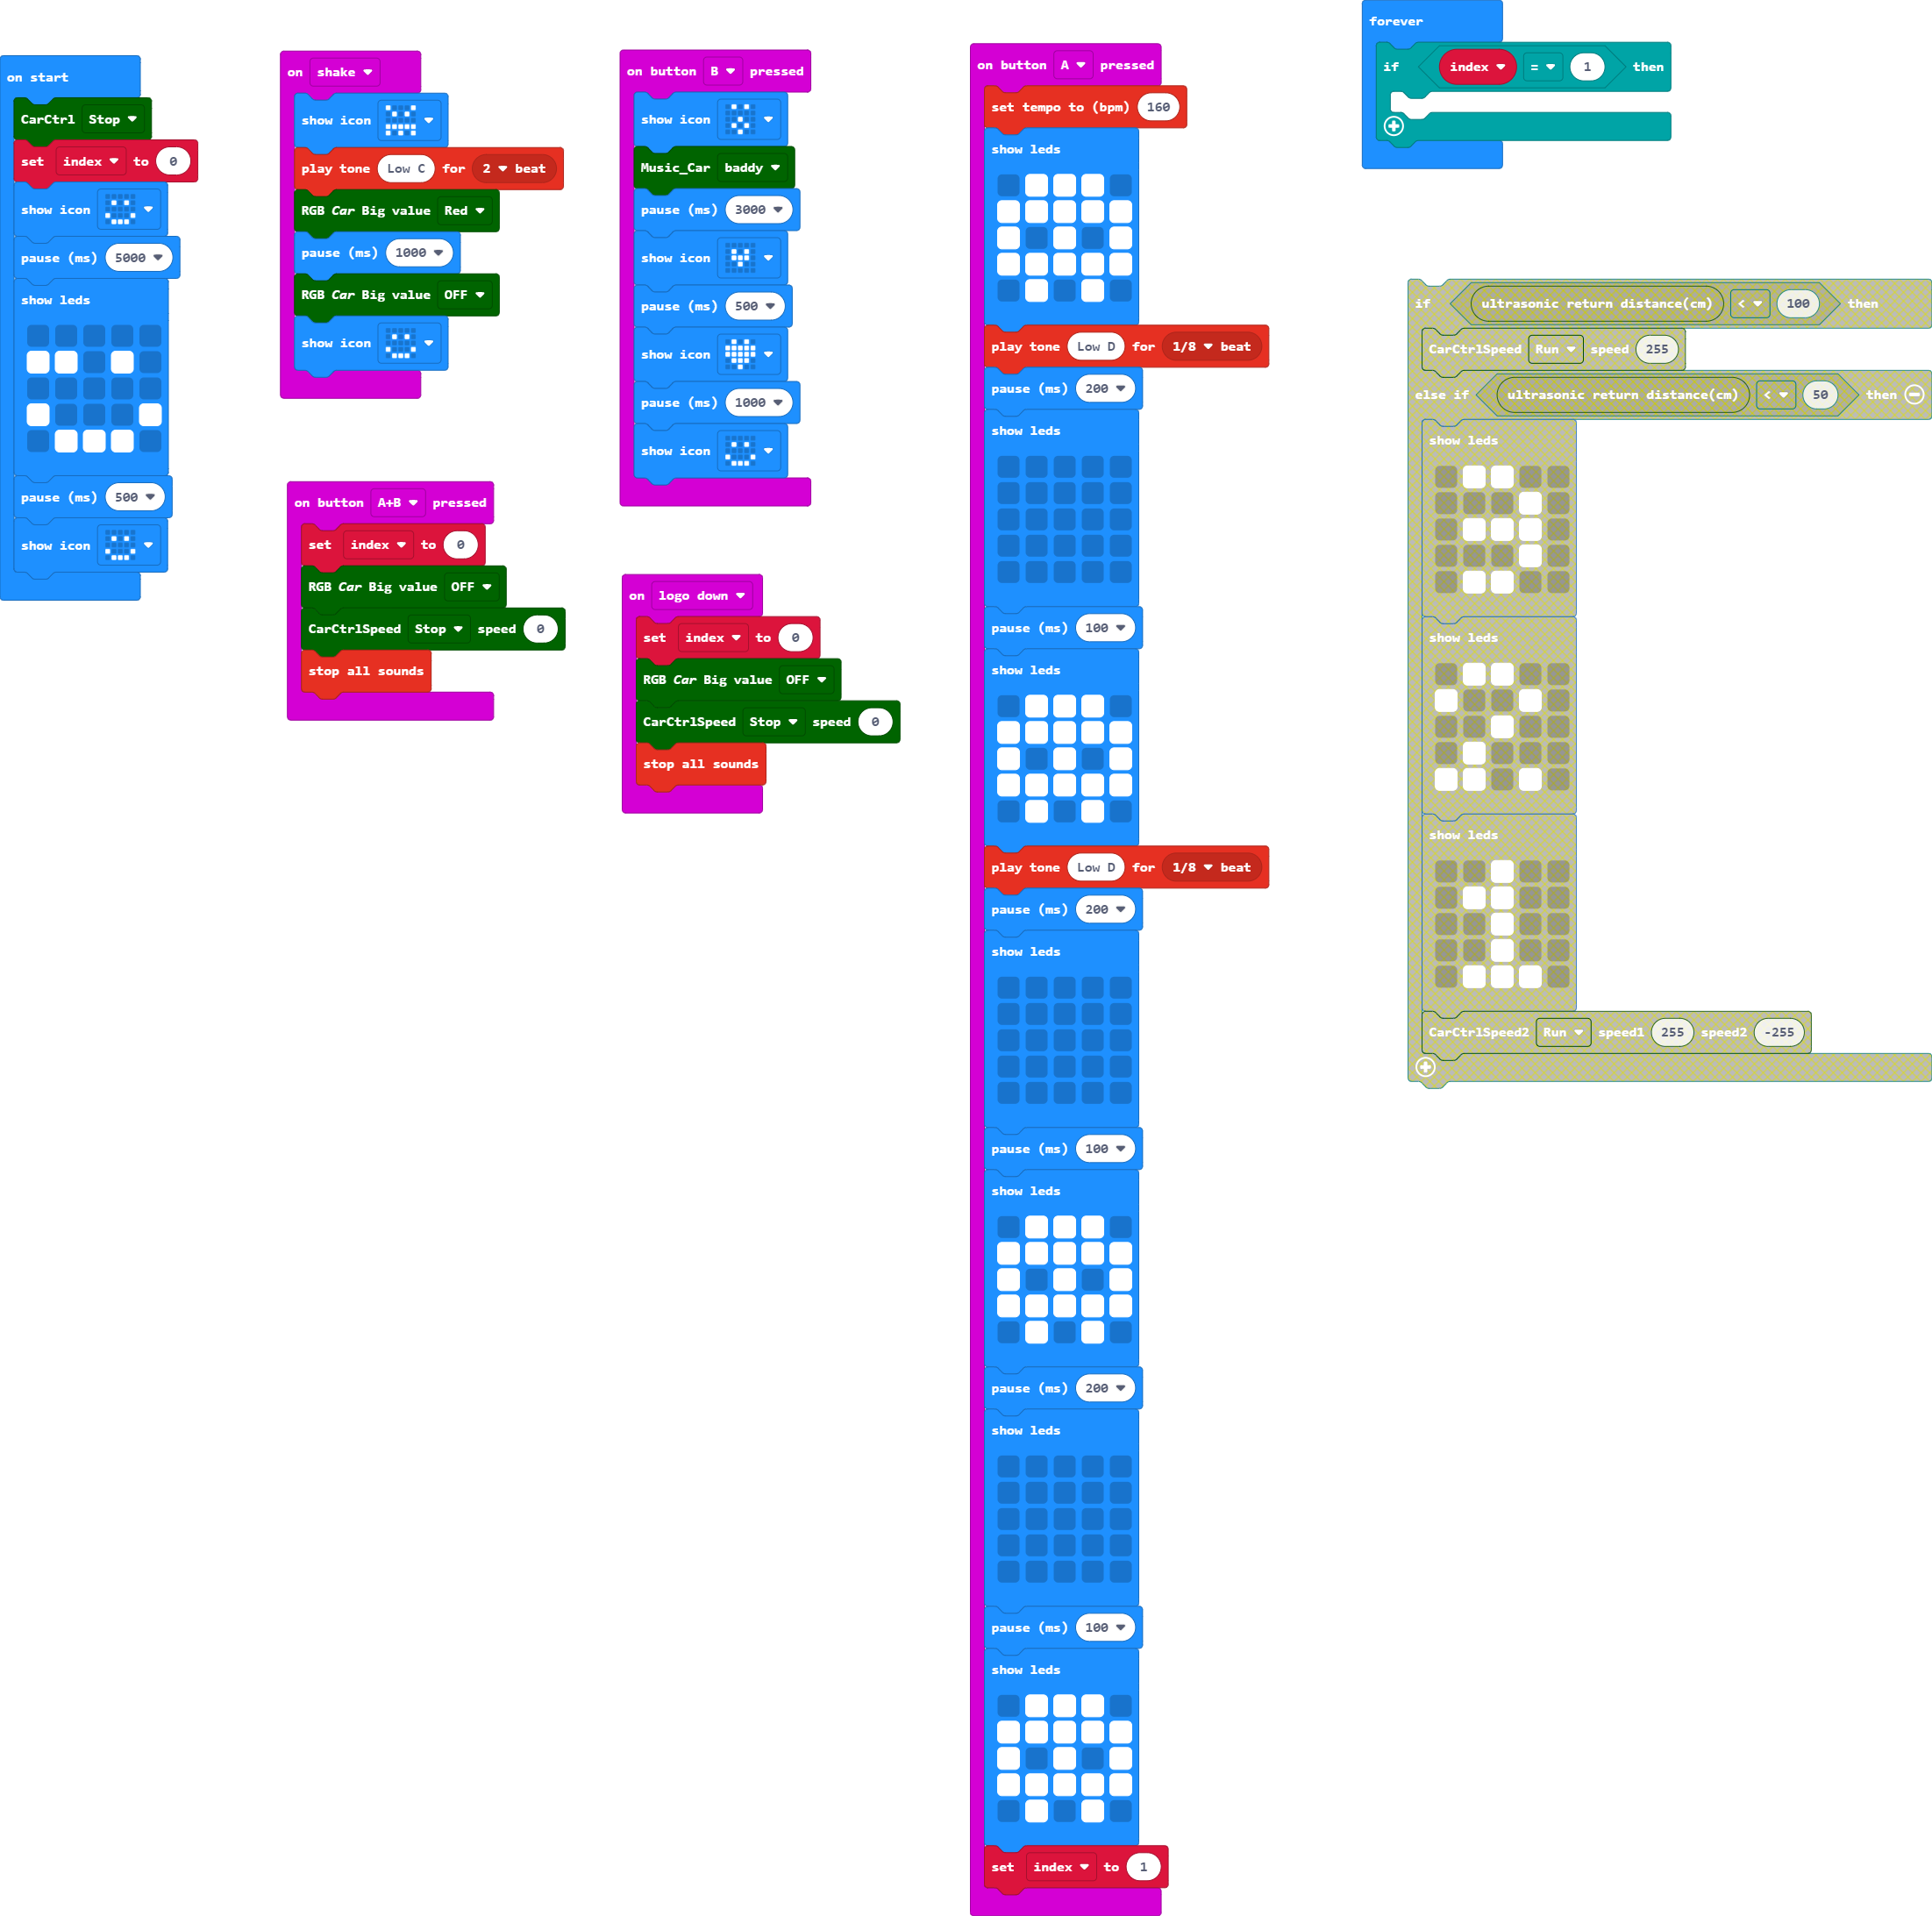 on start
CarCtrl Stop
set index to 0
show icon
pause (ms) 5000
show leds
pause (ms) 500
show icon
on shake
show icon
play tone Low C for 2 beat
RGB Car Big value Red
pause (ms) 1000
RGB Car Big value OFF
show icon
on button A+B pressed
set index to 0
RGB Car Big value OFF
CarCtrlSpeed Stop speed 0
stop all sounds
on button B pressed
show icon
Music_Car baddy
pause (ms) 3000
show icon
pause (ms) 500
show icon
pause (ms) 1000
show icon
on logo down
set index to 0
RGB Car Big value OFF
CarCtrlSpeed Stop speed 0
stop all sounds
on button A pressed
set tempo to (bpm) 160
show leds
play tone Low D for 1/8 beat
pause (ms) 200
show leds
pause (ms) 100
show leds
play tone Low D for 1/8 beat
pause (ms) 200
show leds
pause (ms) 100
show leds
pause (ms) 200
show leds
pause (ms) 100
show leds
set index to 1
forever
if index = 1 then
if ultrasonic return distance(cm) < 100 then
CarCtrlSpeed Run speed 255
else if ultrasonic return distance(cm) < 50 then
show leds
show leds
show leds
CarCtrlSpeed2 Run speed1 255 speed2 -255